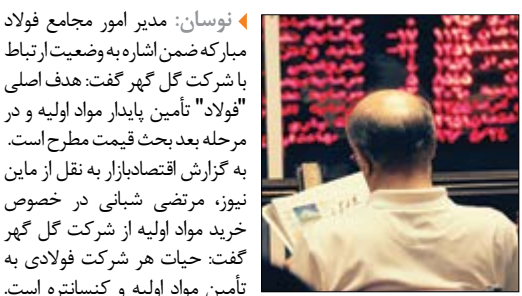 نوسان: مدیر امور مجامع فولاد
مبارکه ضمن اشاره به وضعیت ارتباط
با شرکت گل گهر گفت: هدف اصلی
"فولاد" تأمین پایدار مواد اولیه و در
مرحله بعد بحث قیمت مطرح است.
به گزارش اقتصادبازار به نقل از ماین
نیوز، مرتضی شبانی در خصوص
خرید مواد اولیه از شرکت گل گهر
گفت: حیات هر شرکت فولادی به
تأمین مواد اولیه و کنسانتره است.